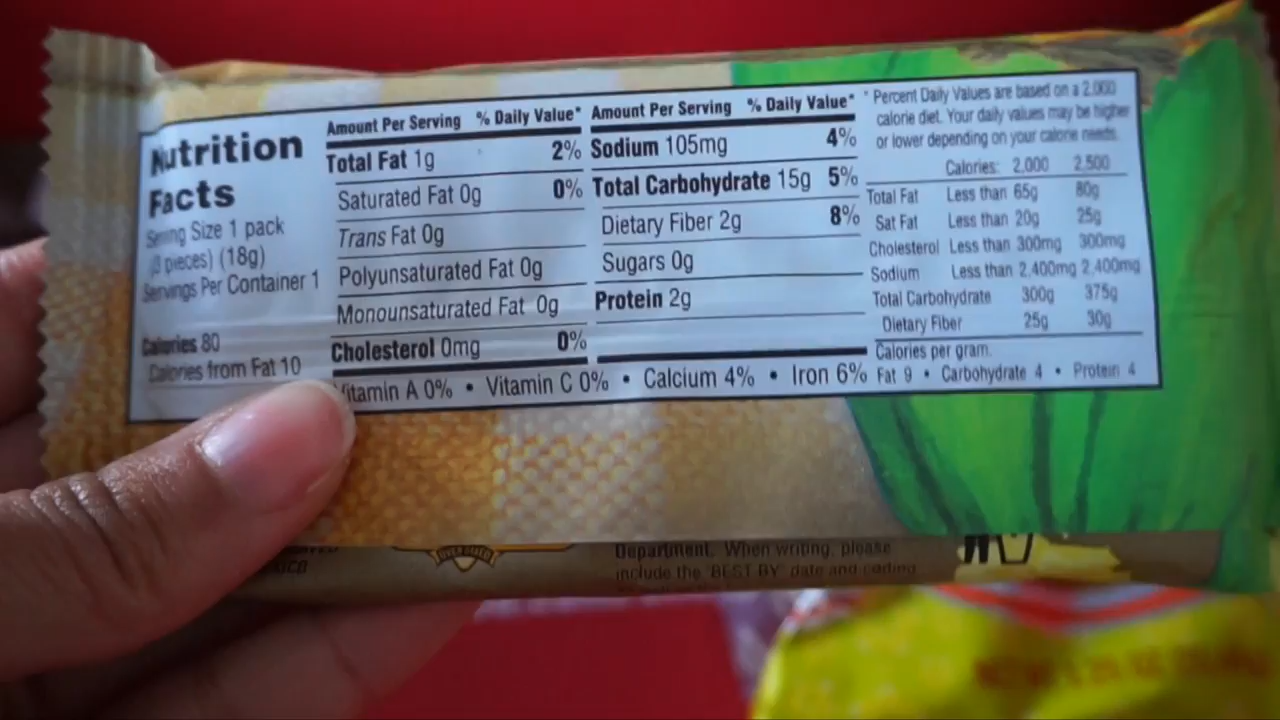 Nutrition
Facts
Serving Size 1 pack
(3 pieces) (18g)
Servings Per Container 1
Calories 80
Calories from Fat 10
Amount Per Serving % Daily Value*
Total Fat 1g 2%
Saturated Fat 0g 0%
Trans Fat 0g
Polyunsaturated Fat 0g
Monounsaturated Fat 0g
Cholesterol 0mg 0%
Amount Per Serving % Daily Value*
Sodium 105mg 4%
Total Carbohydrate 15g 5%
Dietary Fiber 2g 8%
Sugars 0g
Protein 2g
Vitamin A 0% • Vitamin C 0% • Calcium 4% • Iron 6%
* Percent Daily Values are based on a 2,000
calorie diet. Your daily values may be higher
or lower depending on your calorie needs.
Calories: 2,000 2,500
Total Fat Less than 65g 80g
Sat Fat Less than 20g 25g
Cholesterol Less than 300mg 300mg
Sodium Less than 2,400mg 2,400mg
Total Carbohydrate 300g 375g
Dietary Fiber 25g 30g
Calories per gram:
Fat 9 • Carbohydrate 4 • Protein 4
Department. When writing, please
include the "BEST BY" date and coding